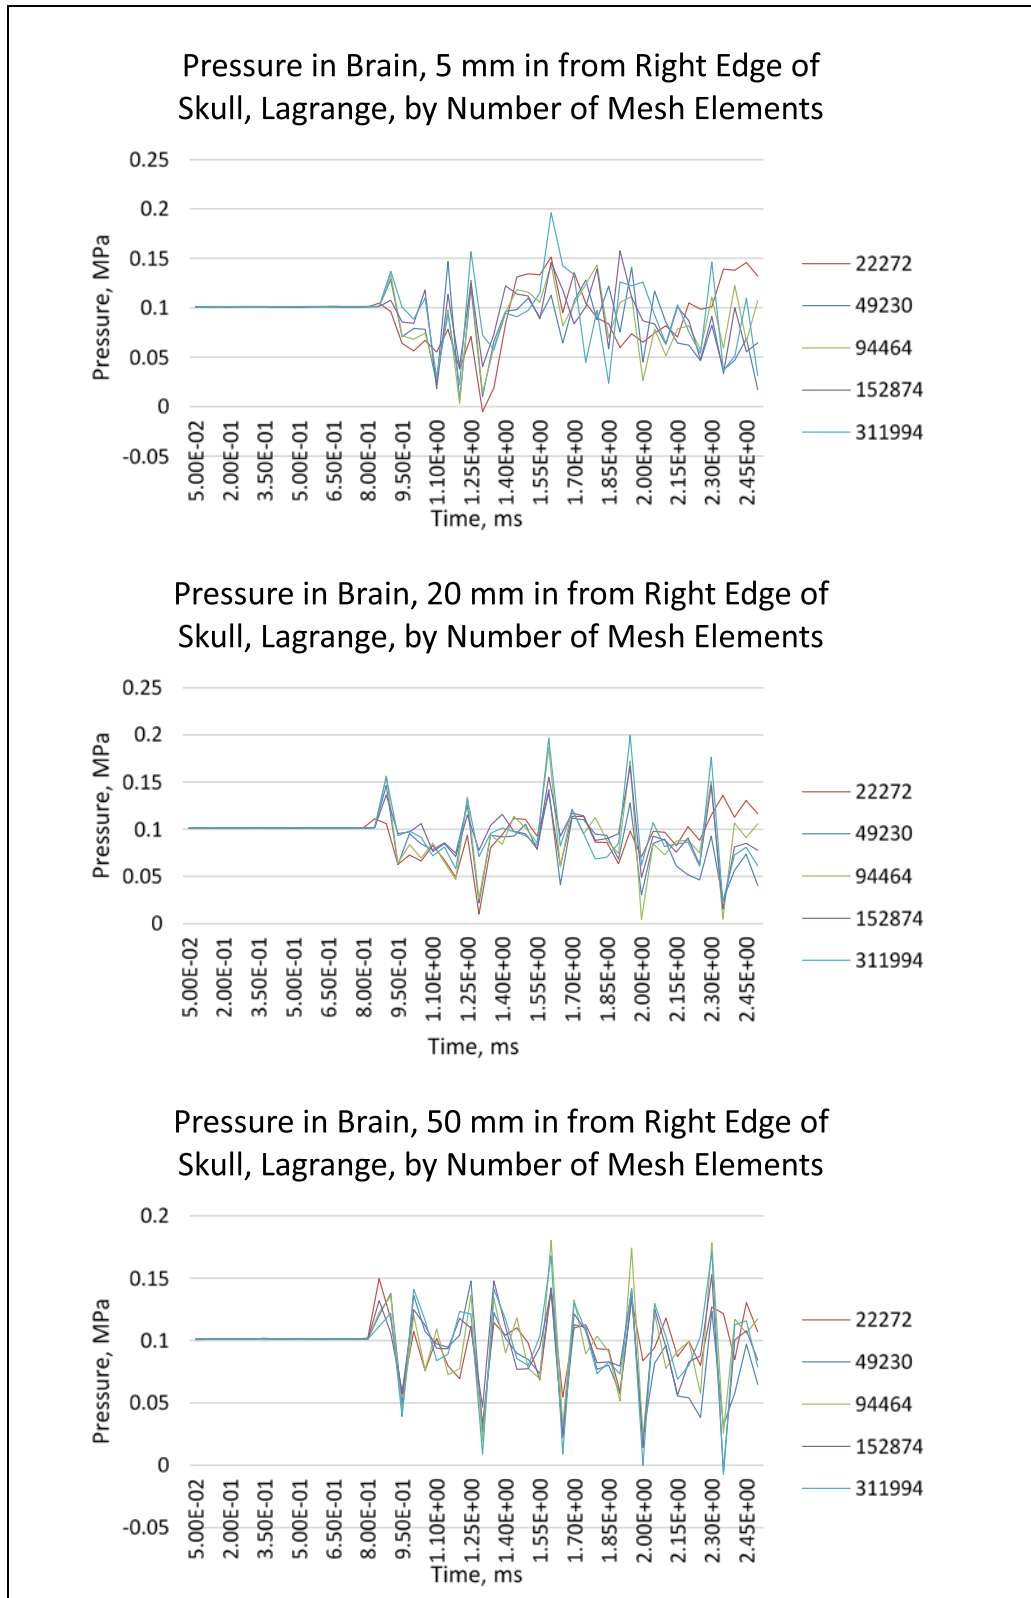 Pressure in Brain, 5 mm in from Right Edge of
Skull, Lagrange, by Number of Mesh Elements
0.25
0.2
0.15
0.1
0.05
0
-0.05
Pressure, MPa
5.00E-02
2.00E-01
3.50E-01
5.00E-01
6.50E-01
8.00E-01
9.50E-01
1.10E+00
1.25E+00
1.40E+00
1.55E+00
1.70E+00
1.85E+00
2.00E+00
2.15E+00
2.30E+00
2.45E+00
Time, ms
22272
49230
94464
152874
311994
Pressure in Brain, 20 mm in from Right Edge of
Skull, Lagrange, by Number of Mesh Elements
0.25
0.2
0.15
0.1
0.05
0
Pressure, MPa
5.00E-02
2.00E-01
3.50E-01
5.00E-01
6.50E-01
8.00E-01
9.50E-01
1.10E+00
1.25E+00
1.40E+00
1.55E+00
1.70E+00
1.85E+00
2.00E+00
2.15E+00
2.30E+00
2.45E+00
Time, ms
22272
49230
94464
152874
311994
Pressure in Brain, 50 mm in from Right Edge of
Skull, Lagrange, by Number of Mesh Elements
0.2
0.15
0.1
0.05
0
-0.05
Pressure, MPa
5.00E-02
2.00E-01
3.50E-01
5.00E-01
6.50E-01
8.00E-01
9.50E-01
1.10E+00
1.25E+00
1.40E+00
1.55E+00
1.70E+00
1.85E+00
2.00E+00
2.15E+00
2.30E+00
2.45E+00
Time, ms
22272
49230
94464
152874
311994